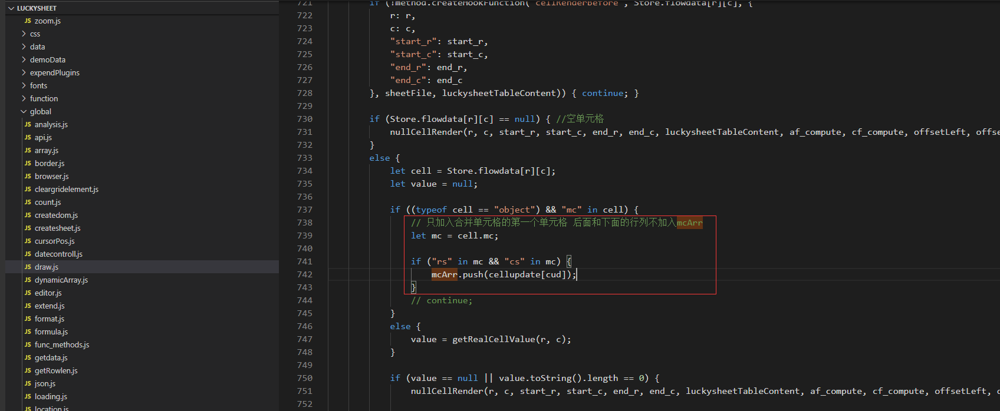 LUCKYSHEET
JS zoom.js
css
data
demoData
expendPlugins
fonts
function
global
JS analysis.js
JS api.js
JS array.js
JS border.js
JS browser.js
JS cleargridelement.js
JS count.js
JS createdom.js
JS createsheet.js
JS cursorPos.js
JS datecontroll.js
JS draw.js
JS dynamicArray.js
JS editor.js
JS extend.js
JS format.js
JS formula.js
JS func_methods.js
JS getdata.js
JS getRowlen.js
JS json.js
JS loading.js
JS location.js
721 if (!method.createHookFunction("cellRenderBefore", Store.flowdata[r][c], {
722 r: r,
723 c: c,
724 "start_r": start_r,
725 "start_c": start_c,
726 "end_r": end_r,
727 "end_c": end_c
728 }, sheetFile, luckysheetTableContent)) { continue; }
729
730 if (Store.flowdata[r][c] == null) { //空单元格
731 nullCellRender(r, c, start_r, start_c, end_r, end_c, luckysheetTableContent, af_compute, cf_compute, offsetLeft, offse
732 }
733 else {
734 let cell = Store.flowdata[r][c];
735 let value = null;
736
737 if ((typeof cell == "object") && "mc" in cell) {
738 // 只加入合并单元格的第一个单元格 后面和下面的行列不加入mcArr
739 let mc = cell.mc;
740
741 if ("rs" in mc && "cs" in mc) {
742 mcArr.push(cellupdate[cud]);
743 }
744 // continue;
745 }
746 else {
747 value = getRealCellValue(r, c);
748 }
749
750 if (value == null || value.toString().length == 0) {
751 nullCellRender(r, c, start_r, start_c, end_r, end_c, luckysheetTableContent, af_compute, cf_compute, offsetLeft,
752